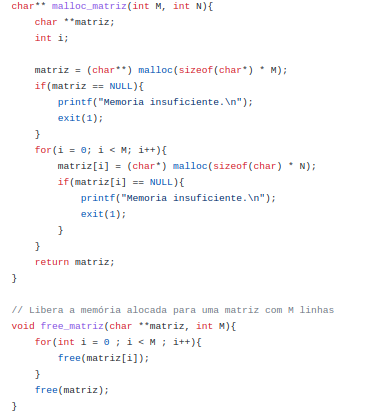 char** malloc_matriz(int M, int N){
    char **matriz;
    int i;

    matriz = (char**) malloc(sizeof(char*) * M);
    if(matriz == NULL){
        printf("Memoria insuficiente.\n");
        exit(1);
    }
    for(i = 0; i < M; i++){
        matriz[i] = (char*) malloc(sizeof(char) * N);
        if(matriz[i] == NULL){
            printf("Memoria insuficiente.\n");
            exit(1);
        }
    }
    return matriz;
}

// Libera a memória alocada para uma matriz com M linhas
void free_matriz(char **matriz, int M){
    for(int i = 0 ; i < M ; i++){
        free(matriz[i]);
    }
    free(matriz);
}